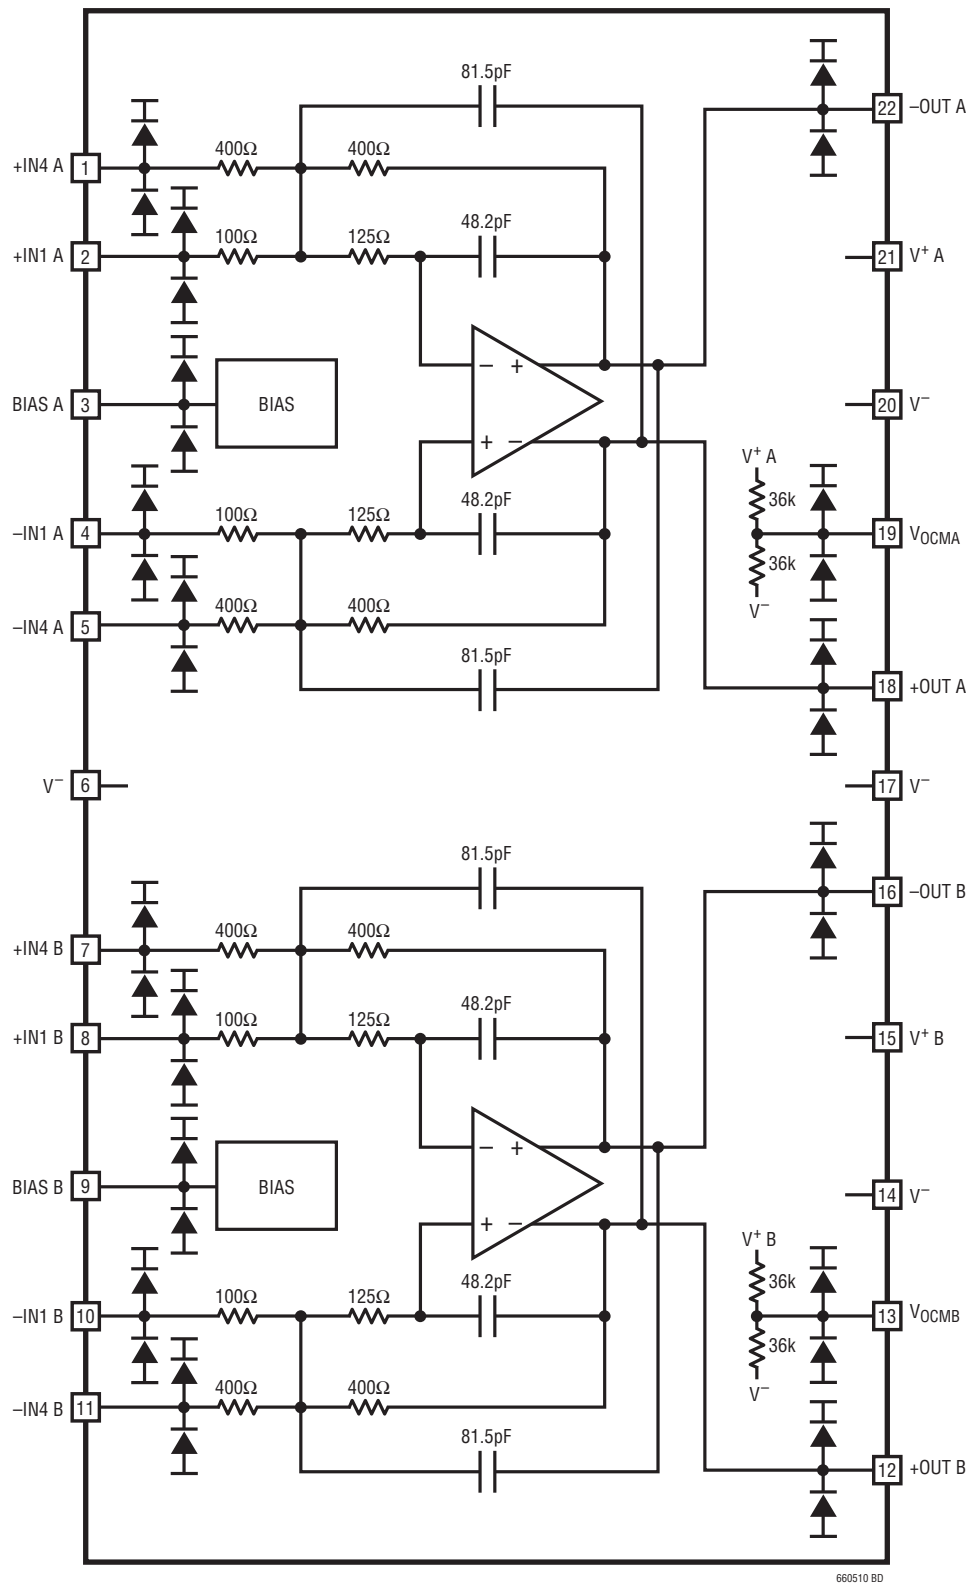 81.5pF
22 –OUT A
400Ω 400Ω
+IN4 A 1
48.2pF
100Ω 125Ω
+IN1 A 2
21 V+ A
– +
BIAS A 3 BIAS
20 V–
+ –
V+ A
48.2pF
36k
100Ω 125Ω
–IN1 A 4
19 VOCMA
36k
V–
400Ω 400Ω
–IN4 A 5
81.5pF
18 +OUT A
V– 6
17 V–
81.5pF
16 –OUT B
400Ω 400Ω
+IN4 B 7
48.2pF
100Ω 125Ω
+IN1 B 8
15 V+ B
– +
BIAS B 9 BIAS
14 V–
+ –
V+ B
48.2pF
36k
100Ω 125Ω
–IN1 B 10
13 VOCMB
36k
V–
400Ω 400Ω
–IN4 B 11
81.5pF
12 +OUT B
660510 BD